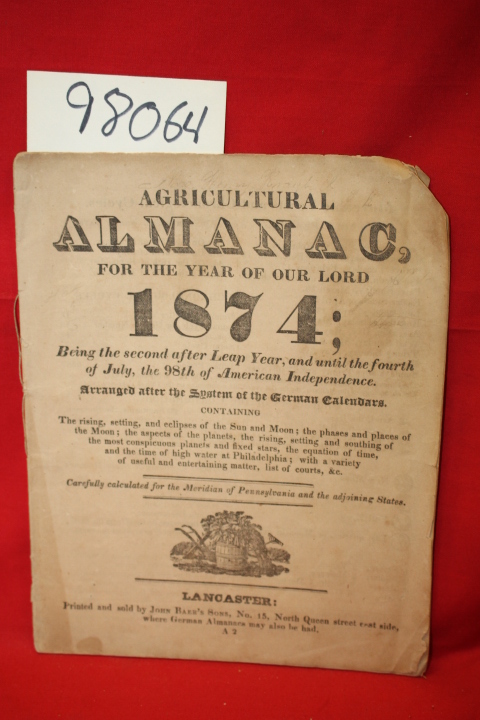 98064
AGRICULTURAL
ALMANAC,
FOR THE YEAR OF OUR LORD
1874;
Being the second after Leap Year, and until the fourth
of July, the 98th of American Independence.
Arranged after the System of the German Calendars.
CONTAINING
The rising, setting, and eclipses of the Sun and Moon; the phases and places of
the Moon; the aspects of the planets, the rising, setting and southing of
the most conspicuous planets and fixed stars, the equation of time,
and the time of high water at Philadelphia; with a variety
of useful and entertaining matter, list of courts, &c.
Carefully calculated for the Meridian of Pennsylvania and the adjoining States.
LANCASTER:
Printed and sold by JOHN BAER'S SONS, No. 15, North Queen street east side,
where German Almanacs may also be had.
A 2